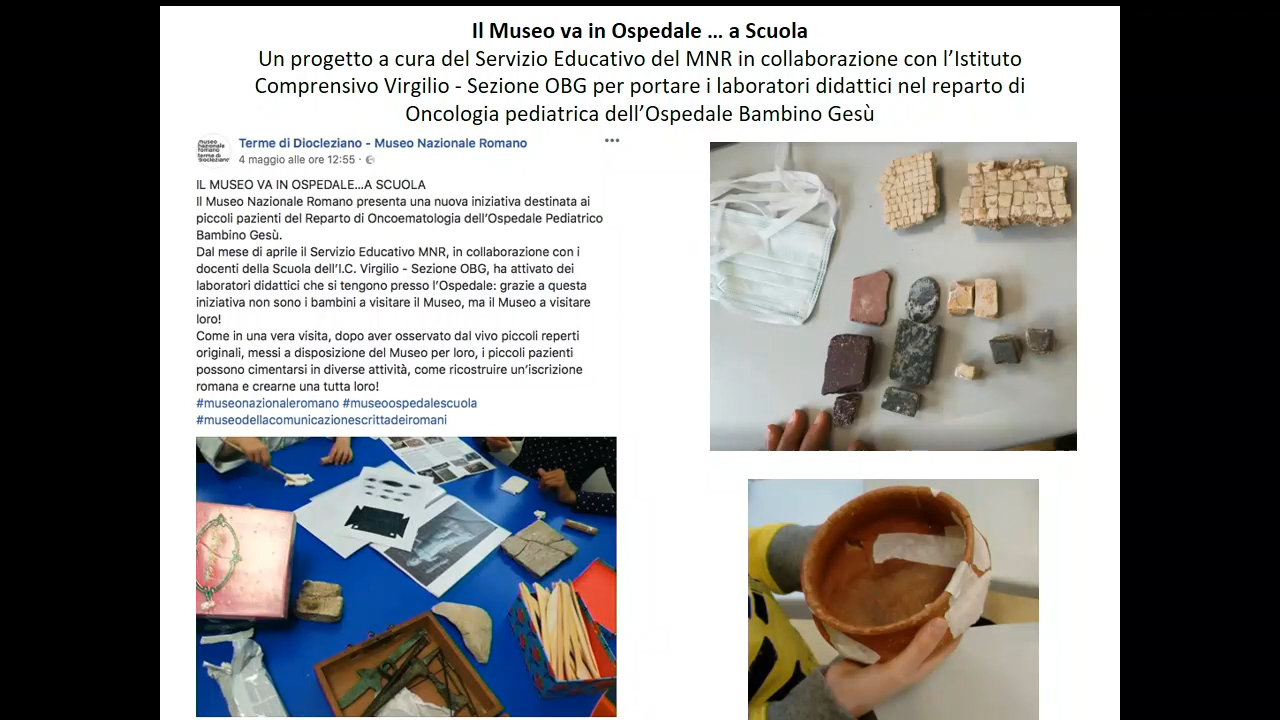 Il Museo va in Ospedale ... a Scuola
Un progetto a cura del Servizio Educativo del MNR in collaborazione con l’Istituto
Comprensivo Virgilio - Sezione OBG per portare i laboratori didattici nel reparto di
Oncologia pediatrica dell’Ospedale Bambino Gesù
museo
nazionale
romano
terme di
diocleziano
Terme di Diocleziano - Museo Nazionale Romano
4 maggio alle ore 12:55 ·
IL MUSEO VA IN OSPEDALE...A SCUOLA
Il Museo Nazionale Romano presenta una nuova iniziativa destinata ai
piccoli pazienti del Reparto di Oncoematologia dell’Ospedale Pediatrico
Bambino Gesù.
Dal mese di aprile il Servizio Educativo MNR, in collaborazione con i
docenti della Scuola dell’I.C. Virgilio - Sezione OBG, ha attivato dei
laboratori didattici che si tengono presso l’Ospedale: grazie a questa
iniziativa non sono i bambini a visitare il Museo, ma il Museo a visitare
loro!
Come in una vera visita, dopo aver osservato dal vivo piccoli reperti
originali, messi a disposizione del Museo per loro, i piccoli pazienti
possono cimentarsi in diverse attività, come ricostruire un’iscrizione
romana e crearne una tutta loro!
#museonazionaleromano #museoospedalescuola
#museodellacomunicazionescrittadeiromani